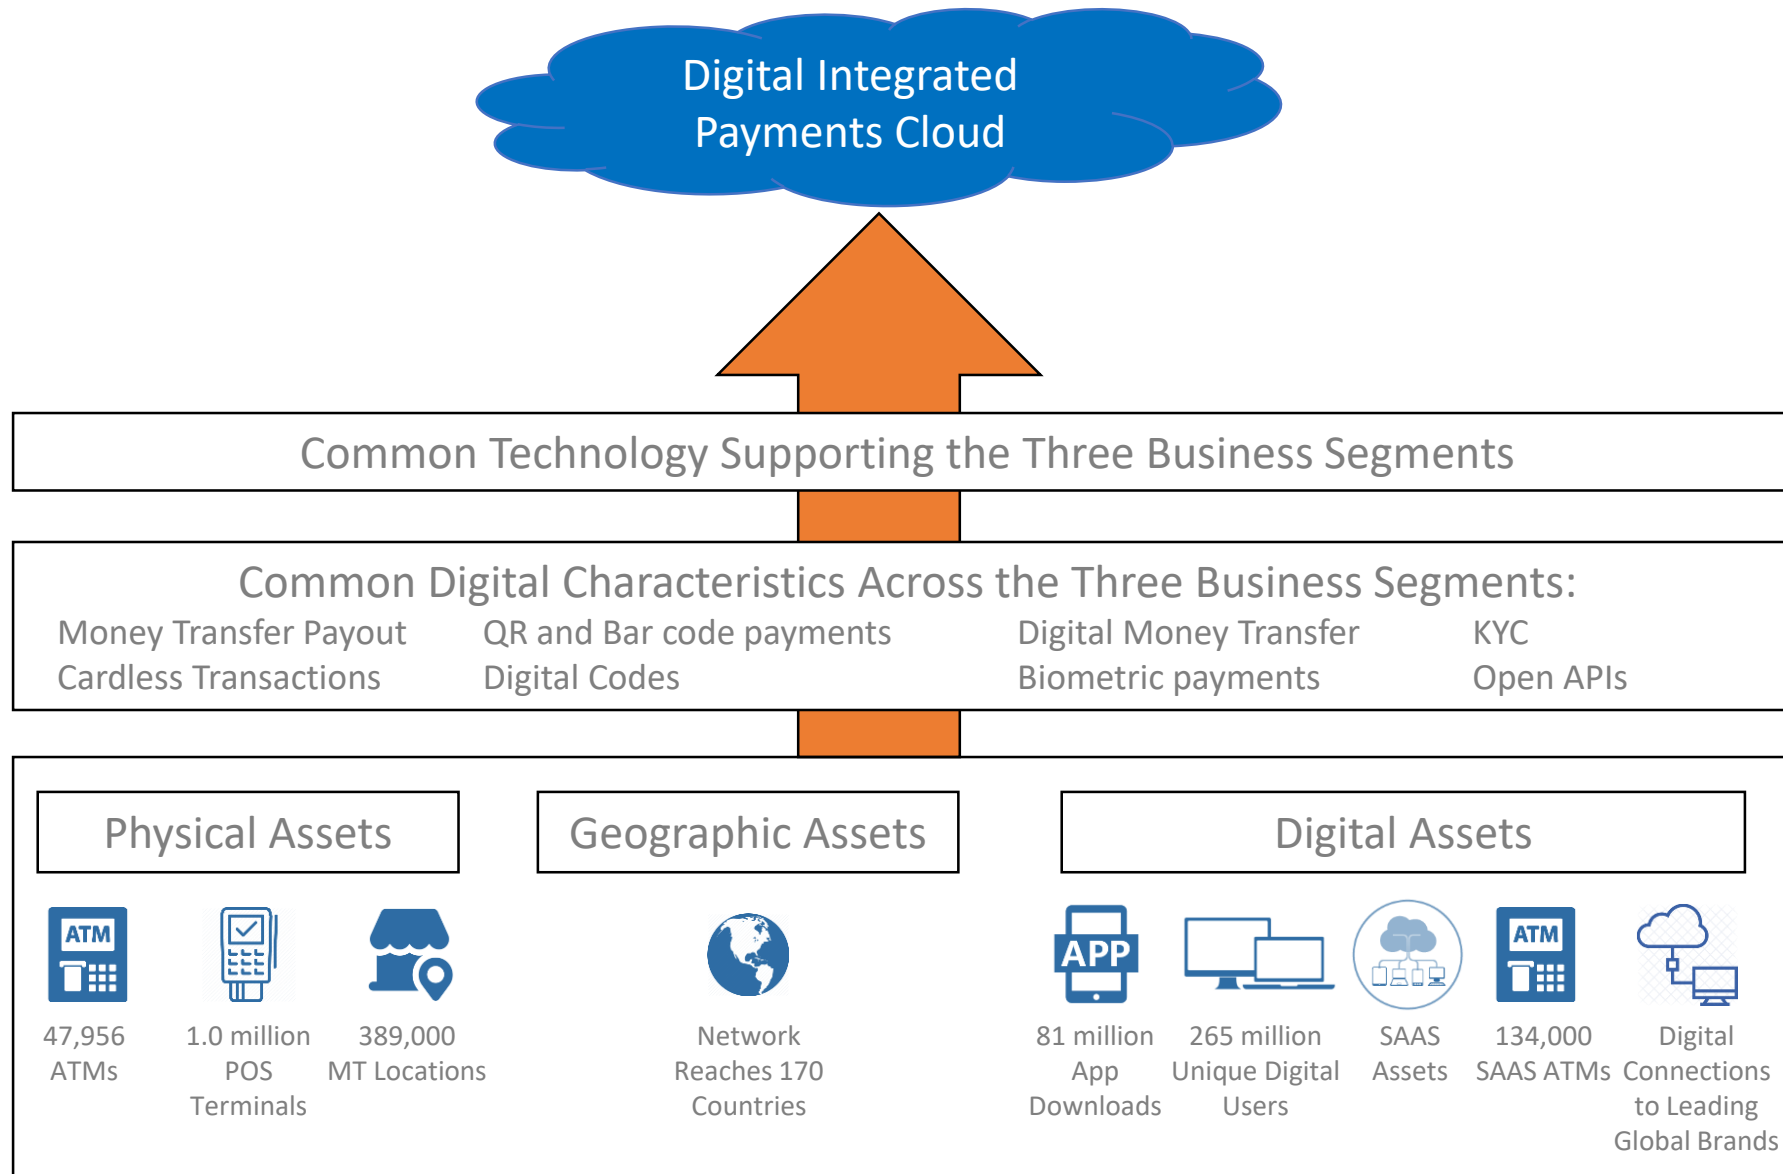 Digital Integrated
Payments Cloud
Common Technology Supporting the Three Business Segments
Common Digital Characteristics Across the Three Business Segments:
Money Transfer Payout QR and Bar code payments Digital Money Transfer KYC
Cardless Transactions Digital Codes Biometric payments Open APIs
Physical Assets
Geographic Assets
Digital Assets
ATM
47,956
ATMs
1.0 million
POS
Terminals
389,000
MT Locations
Network
Reaches 170
Countries
APP
81 million
App
Downloads
265 million
Unique Digital
Users
SAAS
Assets
ATM
134,000
SAAS ATMs
Digital
Connections
to Leading
Global Brands